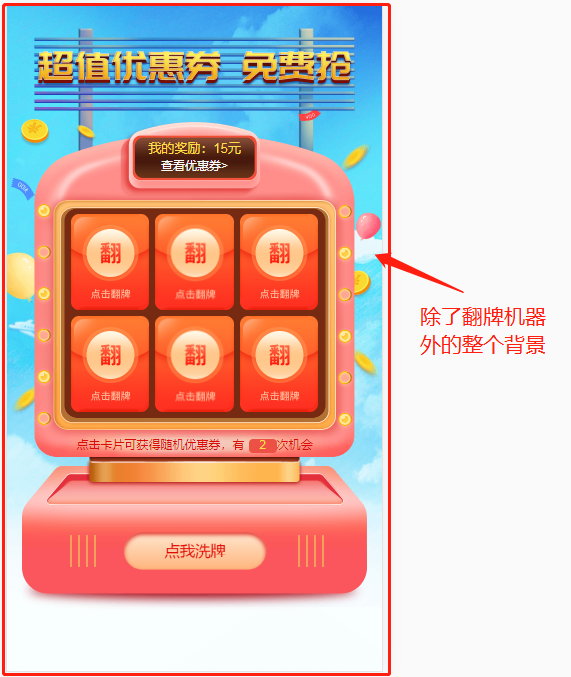 超值优惠券 免费抢
我的奖励：15元
查看优惠券>
翻 翻 翻
点击翻牌 点击翻牌 点击翻牌
翻 翻 翻
点击翻牌 点击翻牌 点击翻牌
点击卡片可获得随机优惠券，有 2 次机会
点我洗牌
除了翻牌机器
外的整个背景